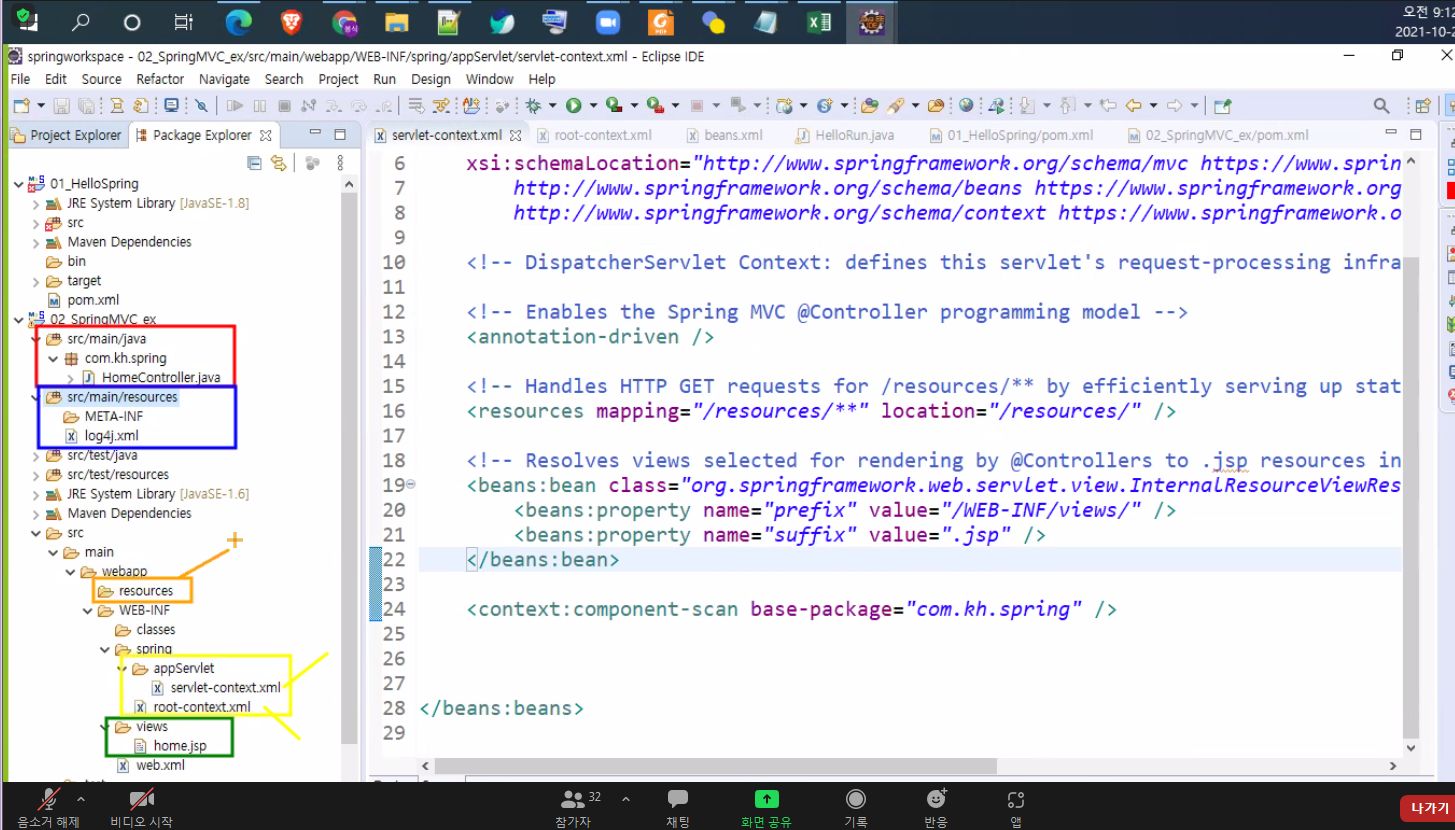 오전 9:12
2021-10-2
springworkspace - 02_SpringMVC_ex/src/main/webapp/WEB-INF/spring/appServlet/servlet-context.xml - Eclipse IDE
File Edit Source Refactor Navigate Search Project Run Design Window Help
Project Explorer Package Explorer
servlet-context.xml root-context.xml beans.xml HelloRun.java 01_HelloSpring/pom.xml 02_SpringMVC_ex/pom.xml
01_HelloSpring
JRE System Library [JavaSE-1.8]
src
Maven Dependencies
bin
target
pom.xml
02_SpringMVC_ex
src/main/java
com.kh.spring
HomeController.java
src/main/resources
META-INF
log4j.xml
src/test/java
src/test/resources
JRE System Library [JavaSE-1.6]
Maven Dependencies
src
main
webapp
resources
WEB-INF
classes
spring
appServlet
servlet-context.xml
root-context.xml
views
home.jsp
web.xml
6 xsi:schemaLocation="http://www.springframework.org/schema/mvc https://www.sprin
7 http://www.springframework.org/schema/beans https://www.springframework.org
8 http://www.springframework.org/schema/context https://www.springframework.o
9
10 <!-- DispatcherServlet Context: defines this servlet's request-processing infra
11
12 <!-- Enables the Spring MVC @Controller programming model -->
13 <annotation-driven />
14
15 <!-- Handles HTTP GET requests for /resources/** by efficiently serving up stat
16 <resources mapping="/resources/**" location="/resources/" />
17
18 <!-- Resolves views selected for rendering by @Controllers to .jsp resources in
19 <beans:bean class="org.springframework.web.servlet.view.InternalResourceViewRes
20 <beans:property name="prefix" value="/WEB-INF/views/" />
21 <beans:property name="suffix" value=".jsp" />
22 </beans:bean>
23
24 <context:component-scan base-package="com.kh.spring" />
25
26
27
28 </beans:beans>
29
음소거 해제 비디오 시작 32 참가자 채팅 화면 공유 기록 반응 앱 나가기